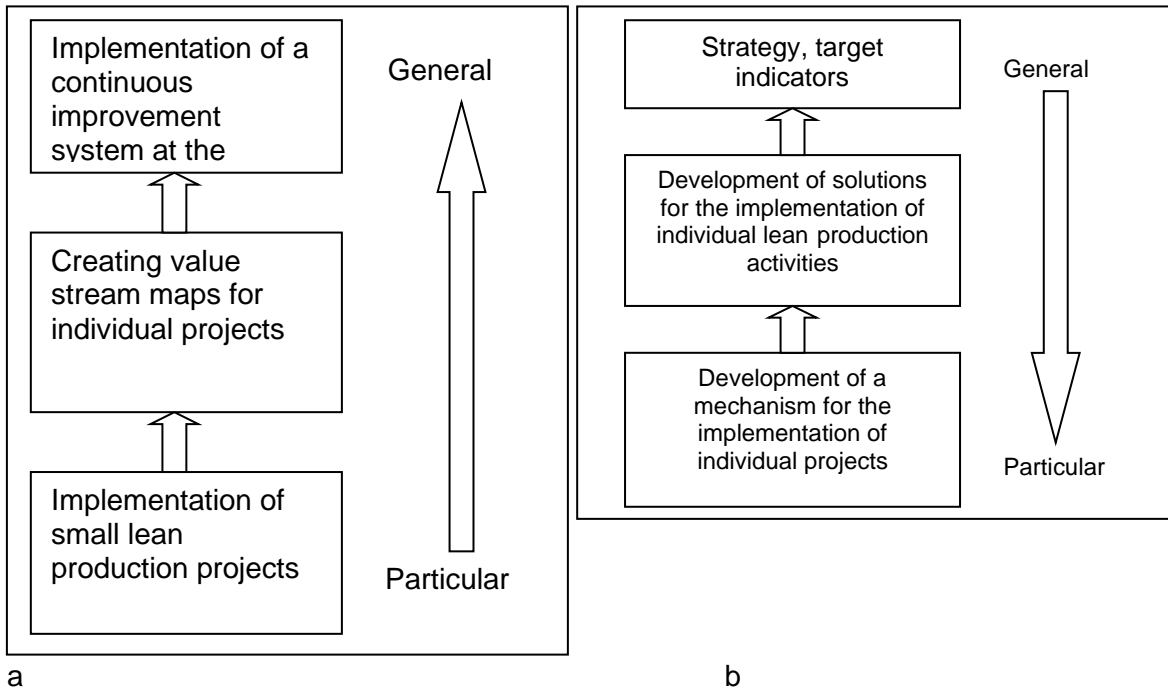 Implementation of a
continuous
improvement
system at the
General
Creating value
stream maps for
individual projects
Implementation of
small lean
production projects
Particular
a
Strategy, target
indicators
General
Development of solutions
for the implementation of
individual lean production
activities
Development of a
mechanism for the
implementation of
individual projects
Particular
b